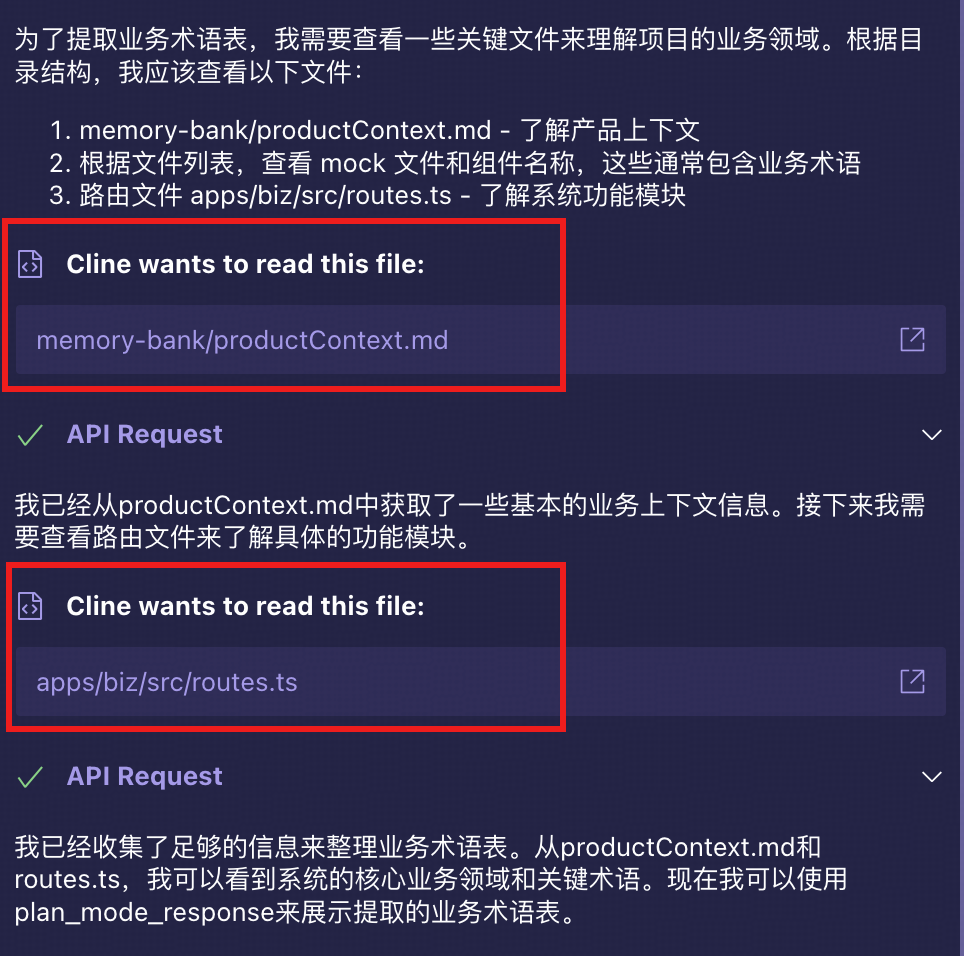 为了提取业务术语表，我需要查看一些关键文件来理解项目的业务领域。根据目
录结构，我应该查看以下文件：
1. memory-bank/productContext.md - 了解产品上下文
2. 根据文件列表，查看 mock 文件和组件名称，这些通常包含业务术语
3. 路由文件 apps/biz/src/routes.ts - 了解系统功能模块
Cline wants to read this file:
memory-bank/productContext.md
API Request
我已经从productContext.md中获取了一些基本的业务上下文信息。接下来我需
要查看路由文件来了解具体的功能模块。
Cline wants to read this file:
apps/biz/src/routes.ts
API Request
我已经收集了足够的信息来整理业务术语表。从productContext.md和
routes.ts，我可以看到系统的核心业务领域和关键术语。现在我可以使用
plan_mode_response来展示提取的业务术语表。